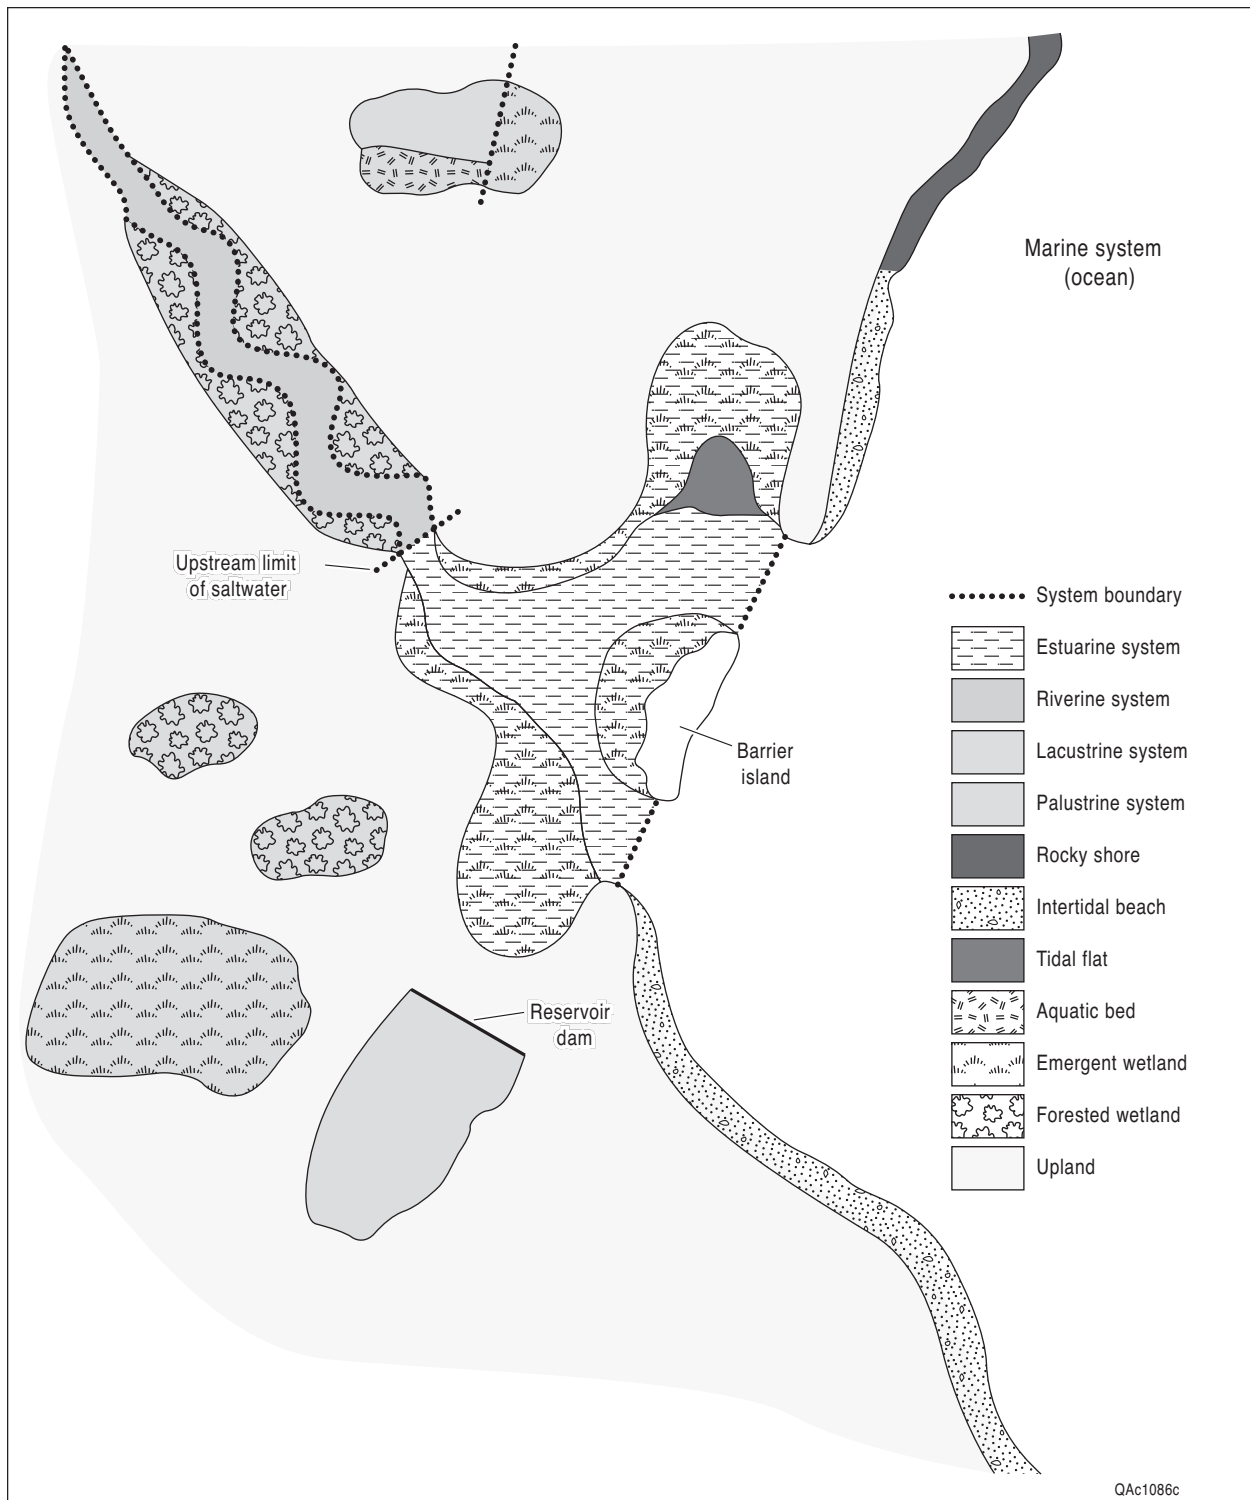 Marine system
(ocean)
Upstream limit
of saltwater
Barrier
island
Reservoir
dam
System boundary
Estuarine system
Riverine system
Lacustrine system
Palustrine system
Rocky shore
Intertidal beach
Tidal flat
Aquatic bed
Emergent wetland
Forested wetland
Upland
QAc1086c